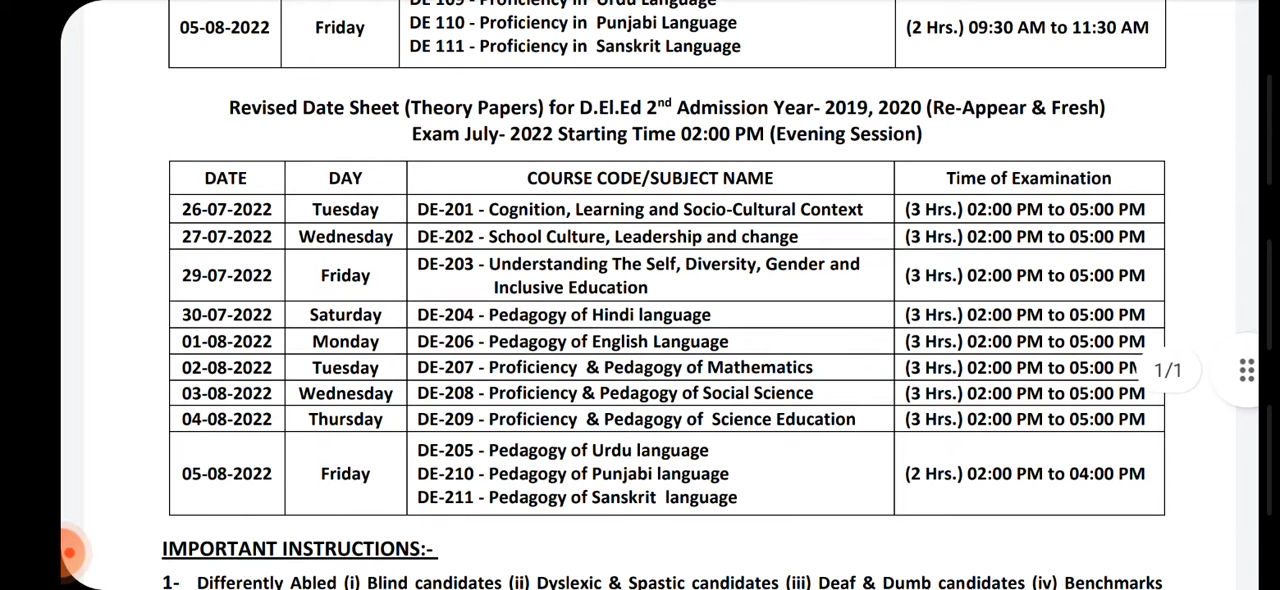 DE 109 - Proficiency in Urdu Language
05-08-2022 Friday DE 110 - Proficiency in Punjabi Language (2 Hrs.) 09:30 AM to 11:30 AM
DE 111 - Proficiency in Sanskrit Language
Revised Date Sheet (Theory Papers) for D.El.Ed 2nd Admission Year- 2019, 2020 (Re-Appear & Fresh)
Exam July- 2022 Starting Time 02:00 PM (Evening Session)
DATE DAY COURSE CODE/SUBJECT NAME Time of Examination
26-07-2022 Tuesday DE-201 - Cognition, Learning and Socio-Cultural Context (3 Hrs.) 02:00 PM to 05:00 PM
27-07-2022 Wednesday DE-202 - School Culture, Leadership and change (3 Hrs.) 02:00 PM to 05:00 PM
29-07-2022 Friday DE-203 - Understanding The Self, Diversity, Gender and (3 Hrs.) 02:00 PM to 05:00 PM
Inclusive Education
30-07-2022 Saturday DE-204 - Pedagogy of Hindi language (3 Hrs.) 02:00 PM to 05:00 PM
01-08-2022 Monday DE-206 - Pedagogy of English Language (3 Hrs.) 02:00 PM to 05:00 PM
02-08-2022 Tuesday DE-207 - Proficiency & Pedagogy of Mathematics (3 Hrs.) 02:00 PM to 05:00 PM 1/1
03-08-2022 Wednesday DE-208 - Proficiency & Pedagogy of Social Science (3 Hrs.) 02:00 PM to 05:00 PM
04-08-2022 Thursday DE-209 - Proficiency & Pedagogy of Science Education (3 Hrs.) 02:00 PM to 05:00 PM
DE-205 - Pedagogy of Urdu language
05-08-2022 Friday DE-210 - Pedagogy of Punjabi language (2 Hrs.) 02:00 PM to 04:00 PM
DE-211 - Pedagogy of Sanskrit language
IMPORTANT INSTRUCTIONS:-
1- Differently Abled (i) Blind candidates (ii) Dyslexic & Spastic candidates (iii) Deaf & Dumb candidates (iv) Benchmarks